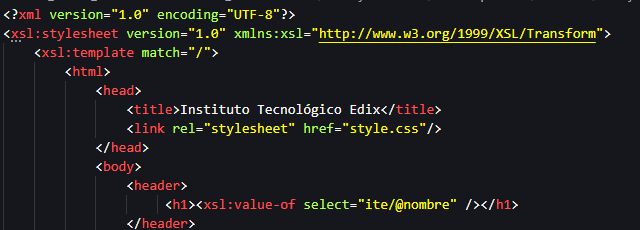 <?xml version="1.0" encoding="UTF-8"?>
<xsl:stylesheet version="1.0" xmlns:xsl="http://www.w3.org/1999/XSL/Transform">
<xsl:template match="/">
<html>
<head>
<title>Instituto Tecnológico Edix</title>
<link rel="stylesheet" href="style.css"/>
</head>
<body>
<header>
<h1><xsl:value-of select="ite/@nombre" /></h1>
</header>